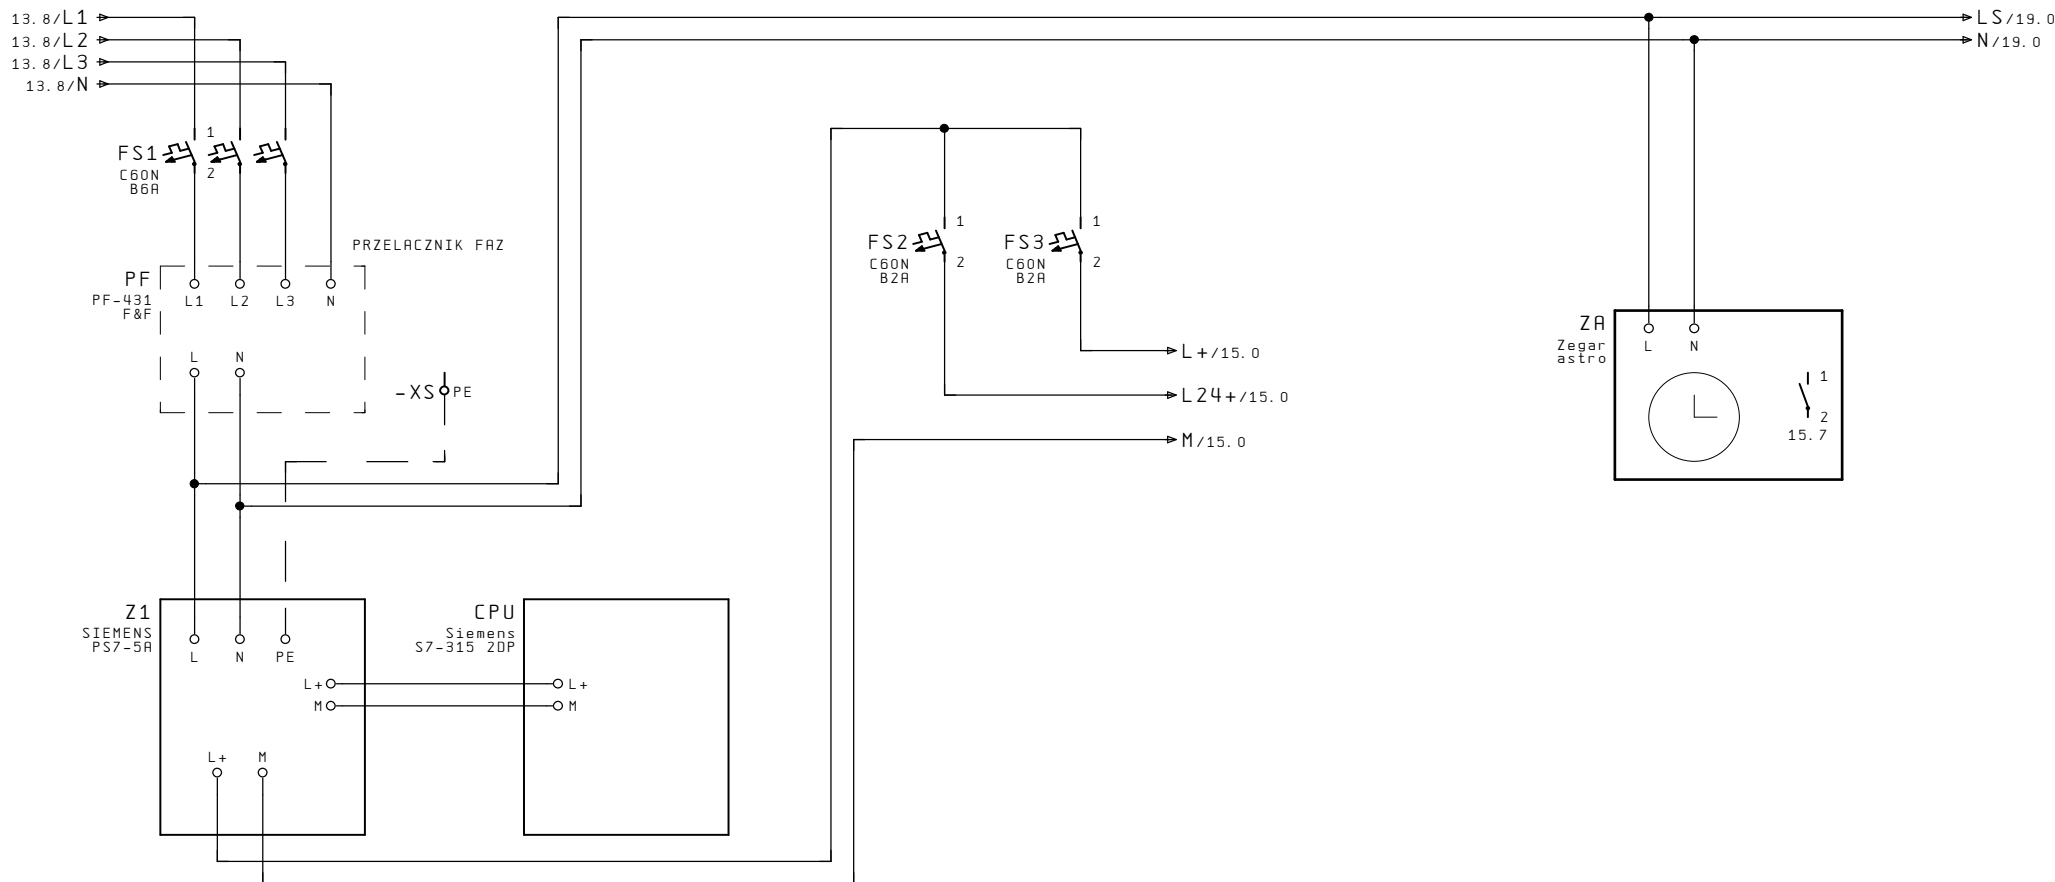 13.8/L1
13.8/L2
13.8/L3
13.8/N
LS/19.0
N/19.0
FS1
C60N
B6A
1
2
PRZELACZNIK FAZ
PF
PF-431
F&F
L1 L2 L3 N
L N
-XS PE
FS2
C60N
B2A
1
2
FS3
C60N
B2A
1
2
L+/15.0
L24+/15.0
M/15.0
ZA
Zegar
astro
L N
1
2
15.7
Z1
SIEMENS
PS7-5A
L N PE
L+
M
L+ M
CPU
Siemens
S7-315 2DP
L+
M